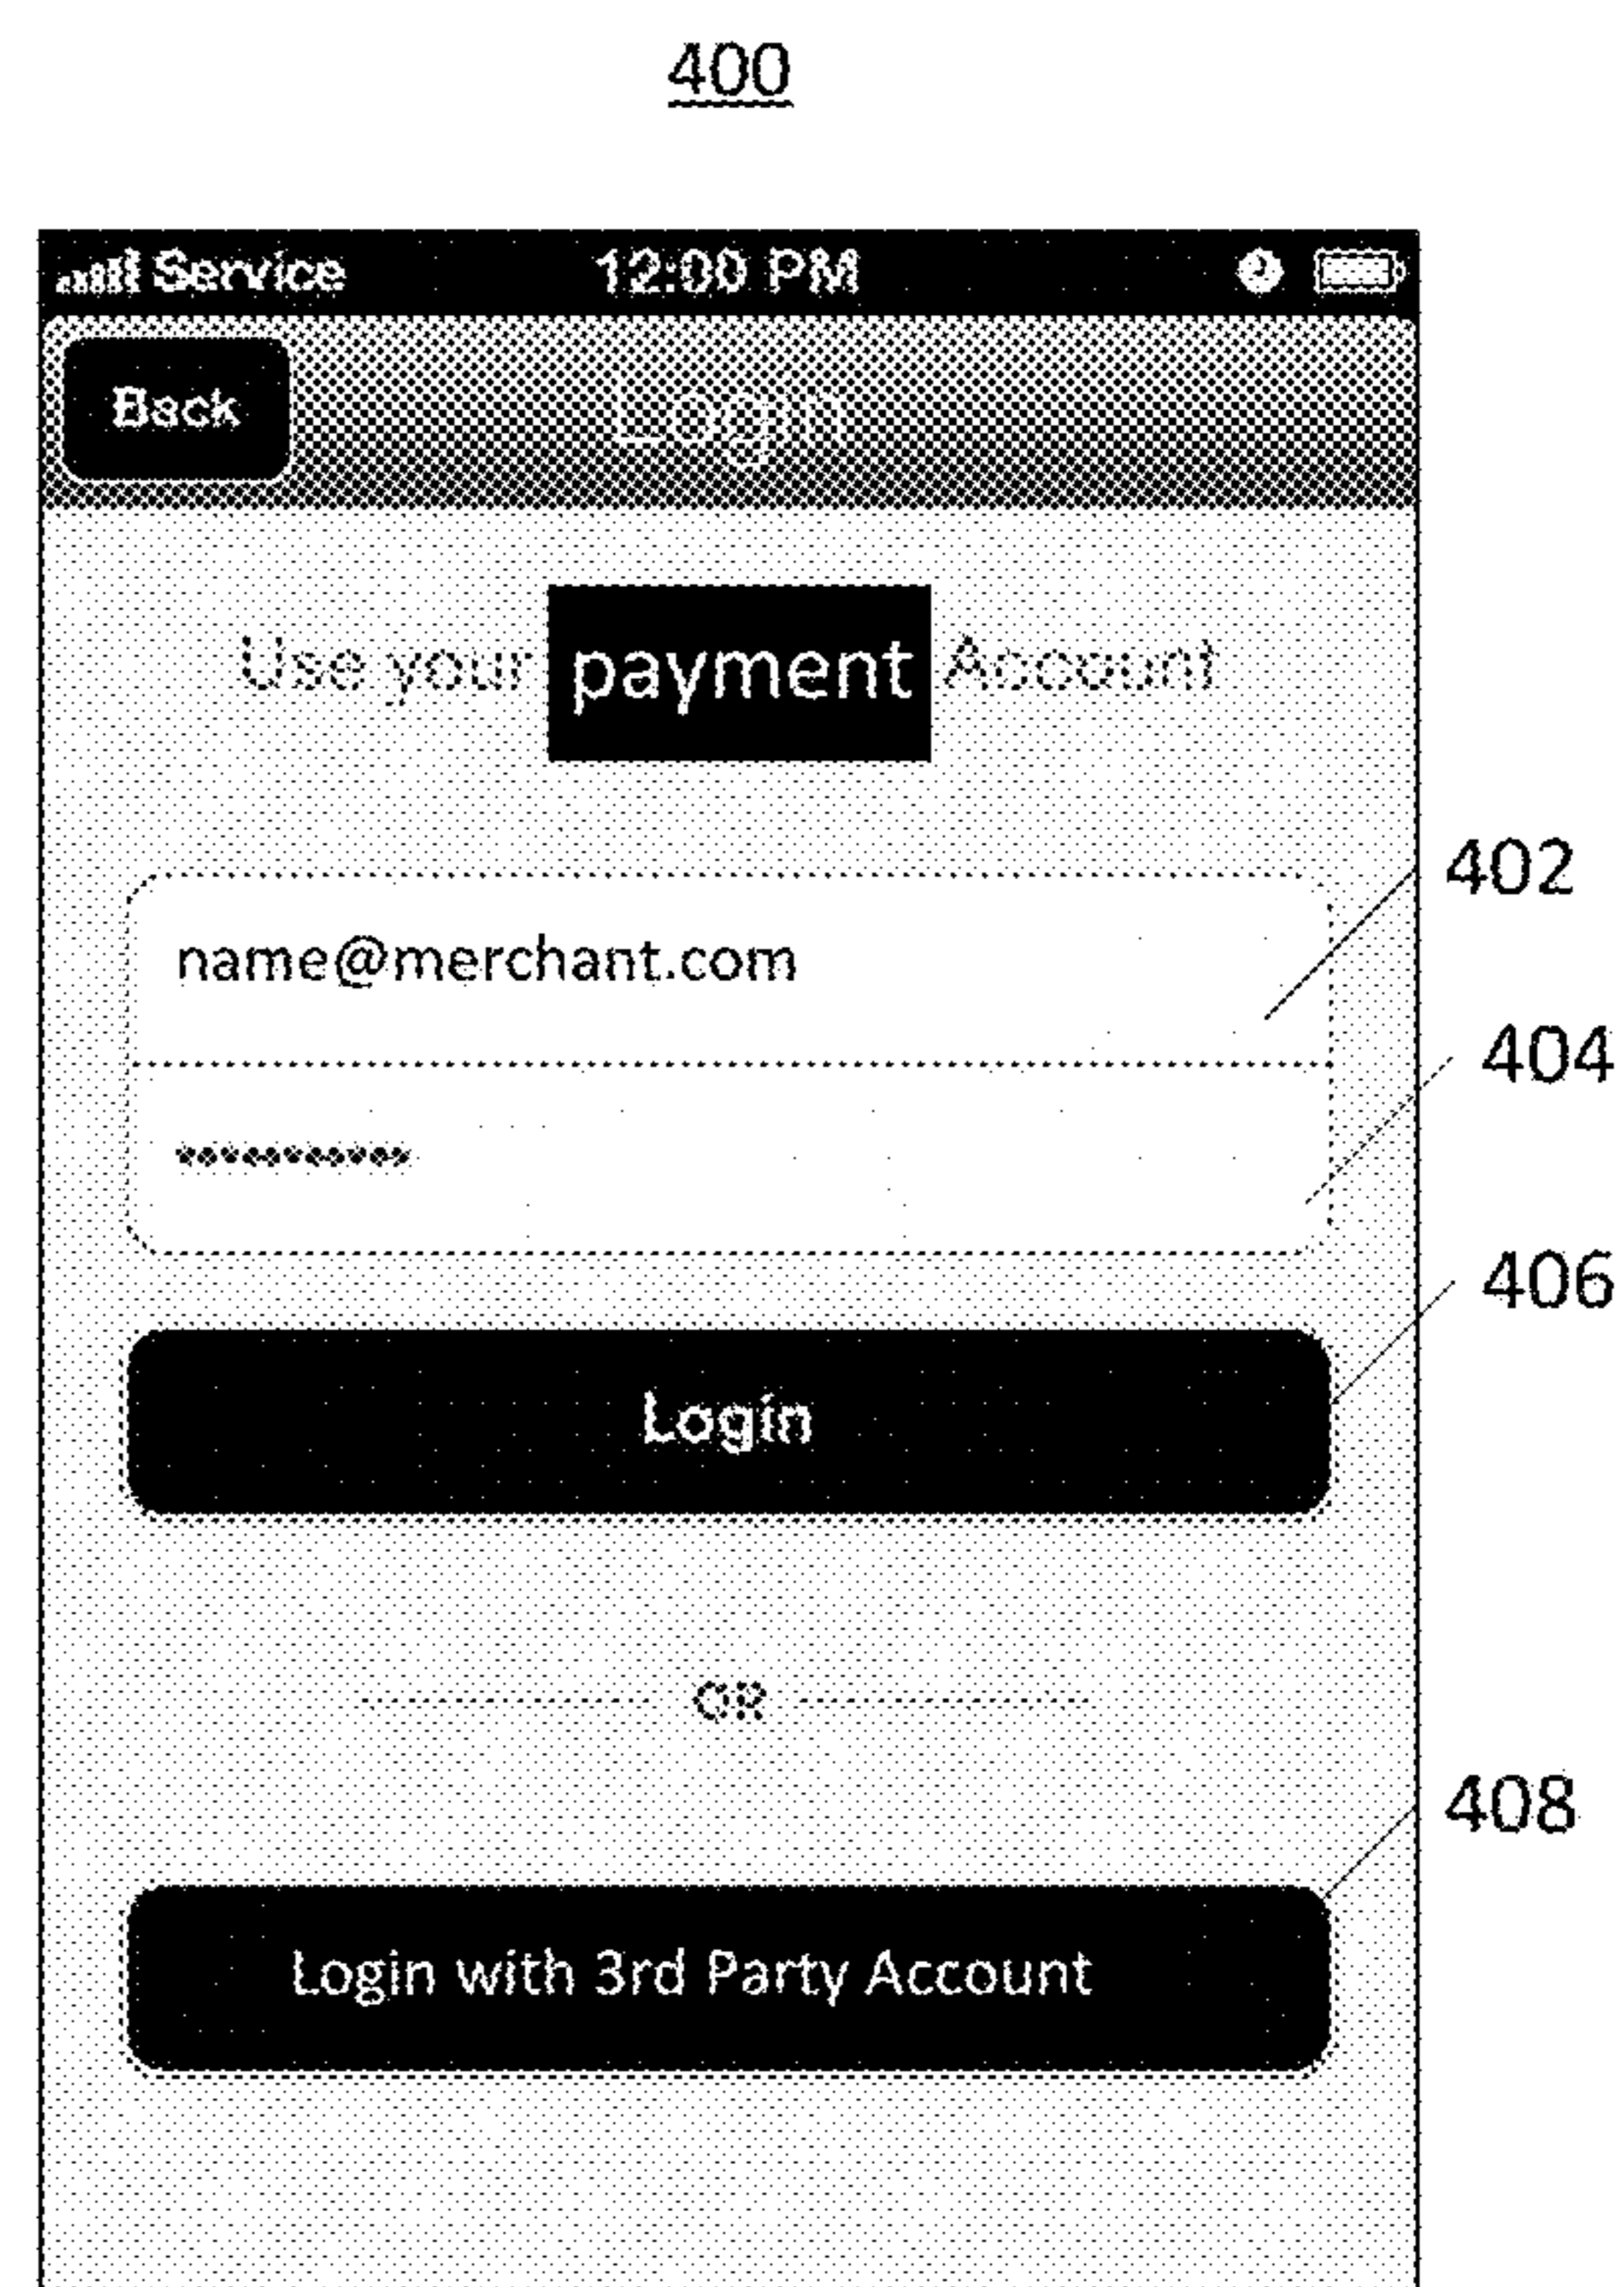 400
Service 12:00 PM
Back Login
Use your payment Account
name@merchant.com
402
404
406
Login
OR
408
Login with 3rd Party Account